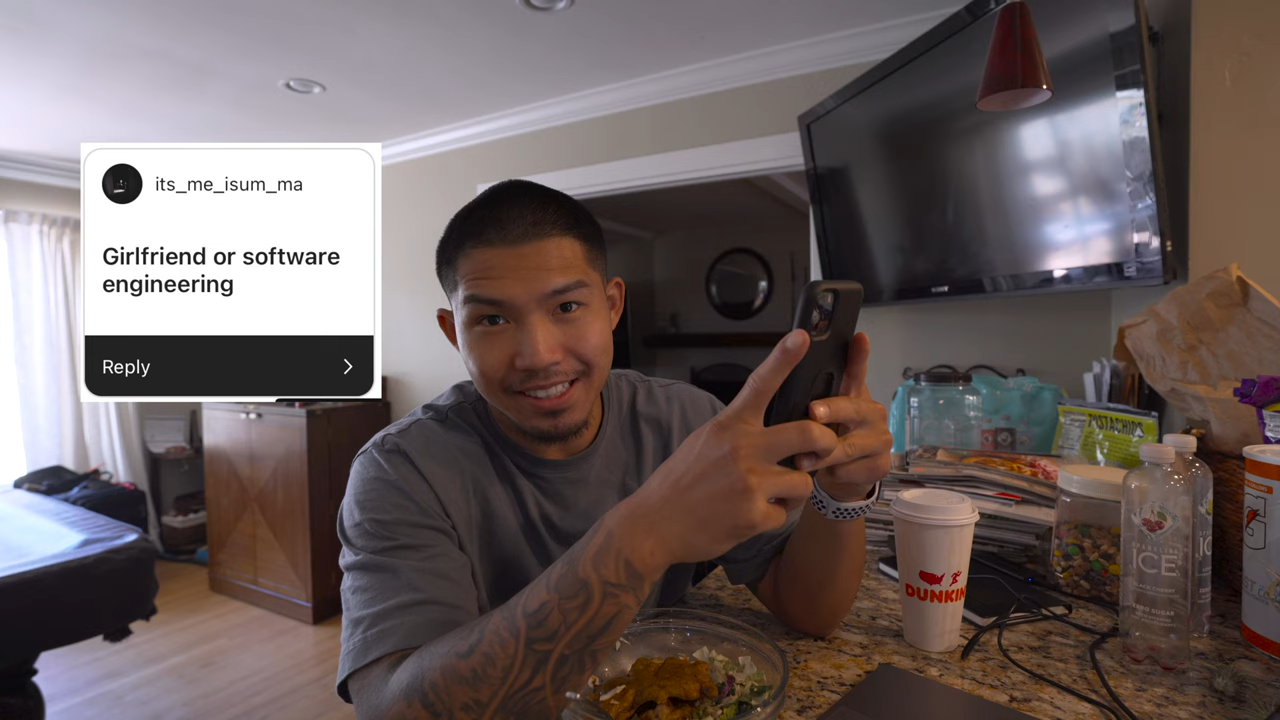 its_me_isum_ma
Girlfriend or software
engineering
Reply
PISTACHIOS
DUNKIN
ICE